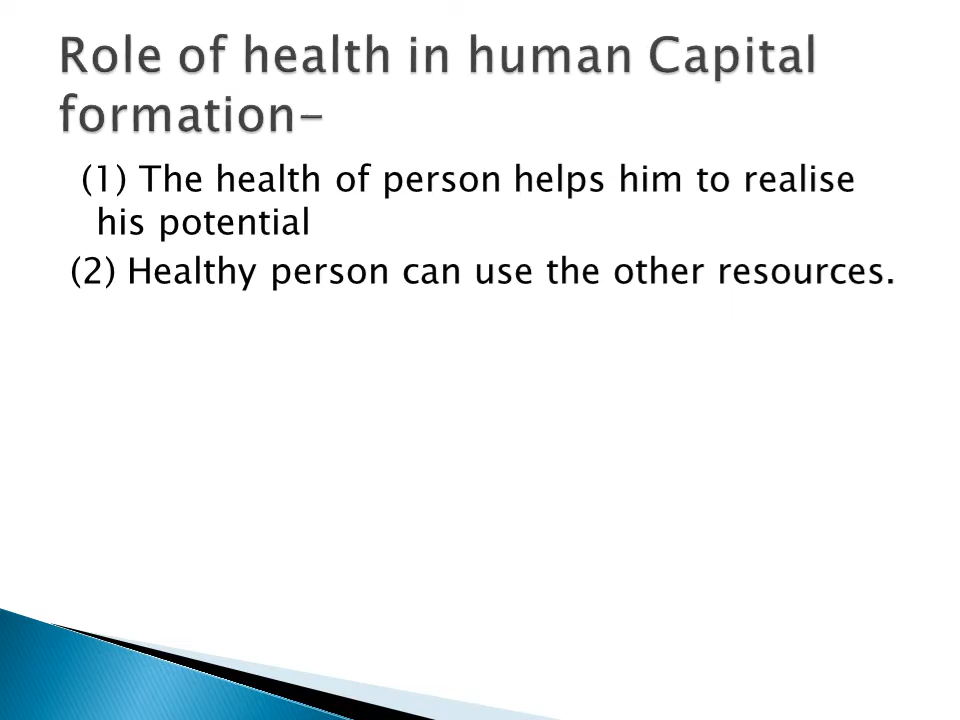 Role of health in human Capital
formation-
(1) The health of person helps him to realise
his potential
(2) Healthy person can use the other resources.